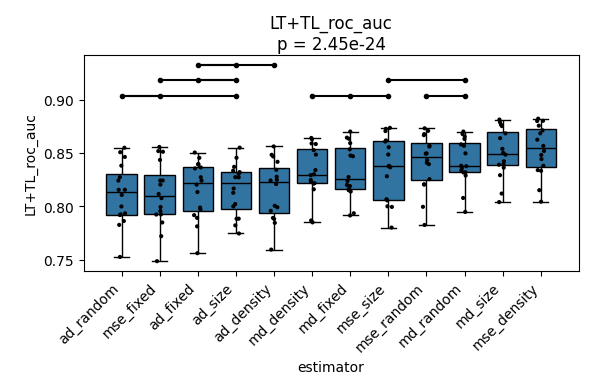 LT+TL_roc_auc
p = 2.45e-24
LT+TL_roc_auc
0.90
0.85
0.80
0.75
ad_random
mse_fixed
ad_fixed
ad_size
ad_density
md_density
md_fixed
mse_size
mse_random
md_random
md_size
mse_density
estimator